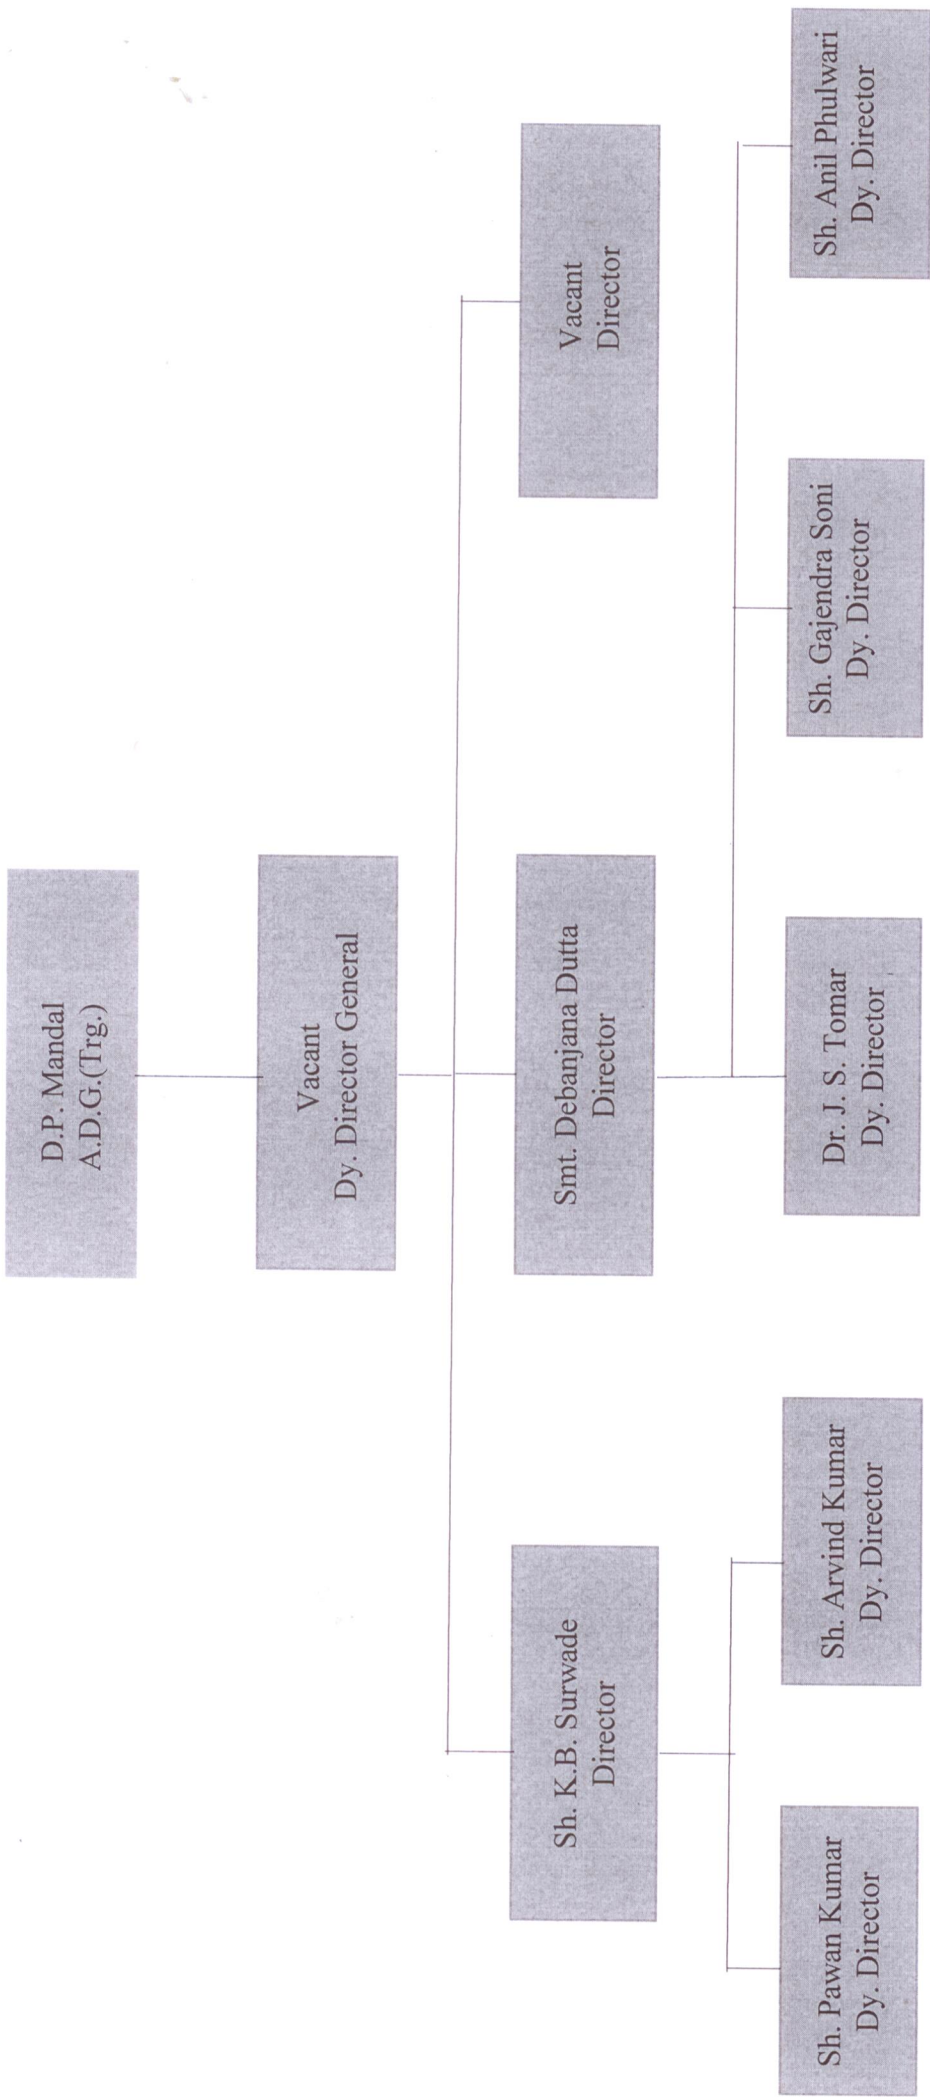 D.P. Mandal
A.D.G.(Trg.)
Vacant
Dy. Director General
Sh. K.B. Surwade
Director
Smt. Debanjana Dutta
Director
Vacant
Director
Sh. Pawan Kumar
Dy. Director
Sh. Arvind Kumar
Dy. Director
Dr. J. S. Tomar
Dy. Director
Sh. Gajendra Soni
Dy. Director
Sh. Anil Phulwari
Dy. Director